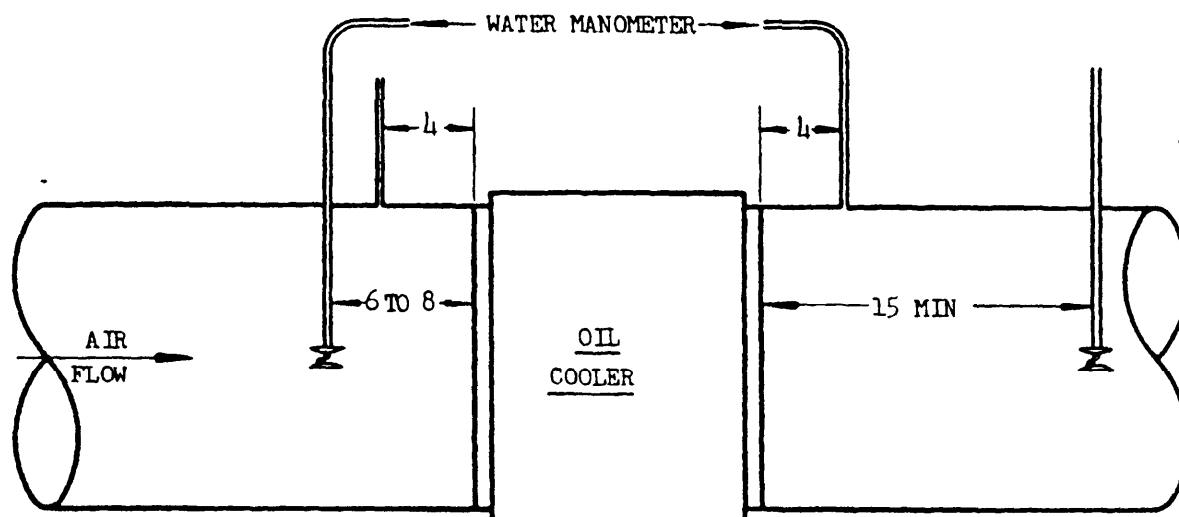 WATER MANOMETER
4
4
6 TO 8
15 MIN
AIR
FLOW
OIL
COOLER